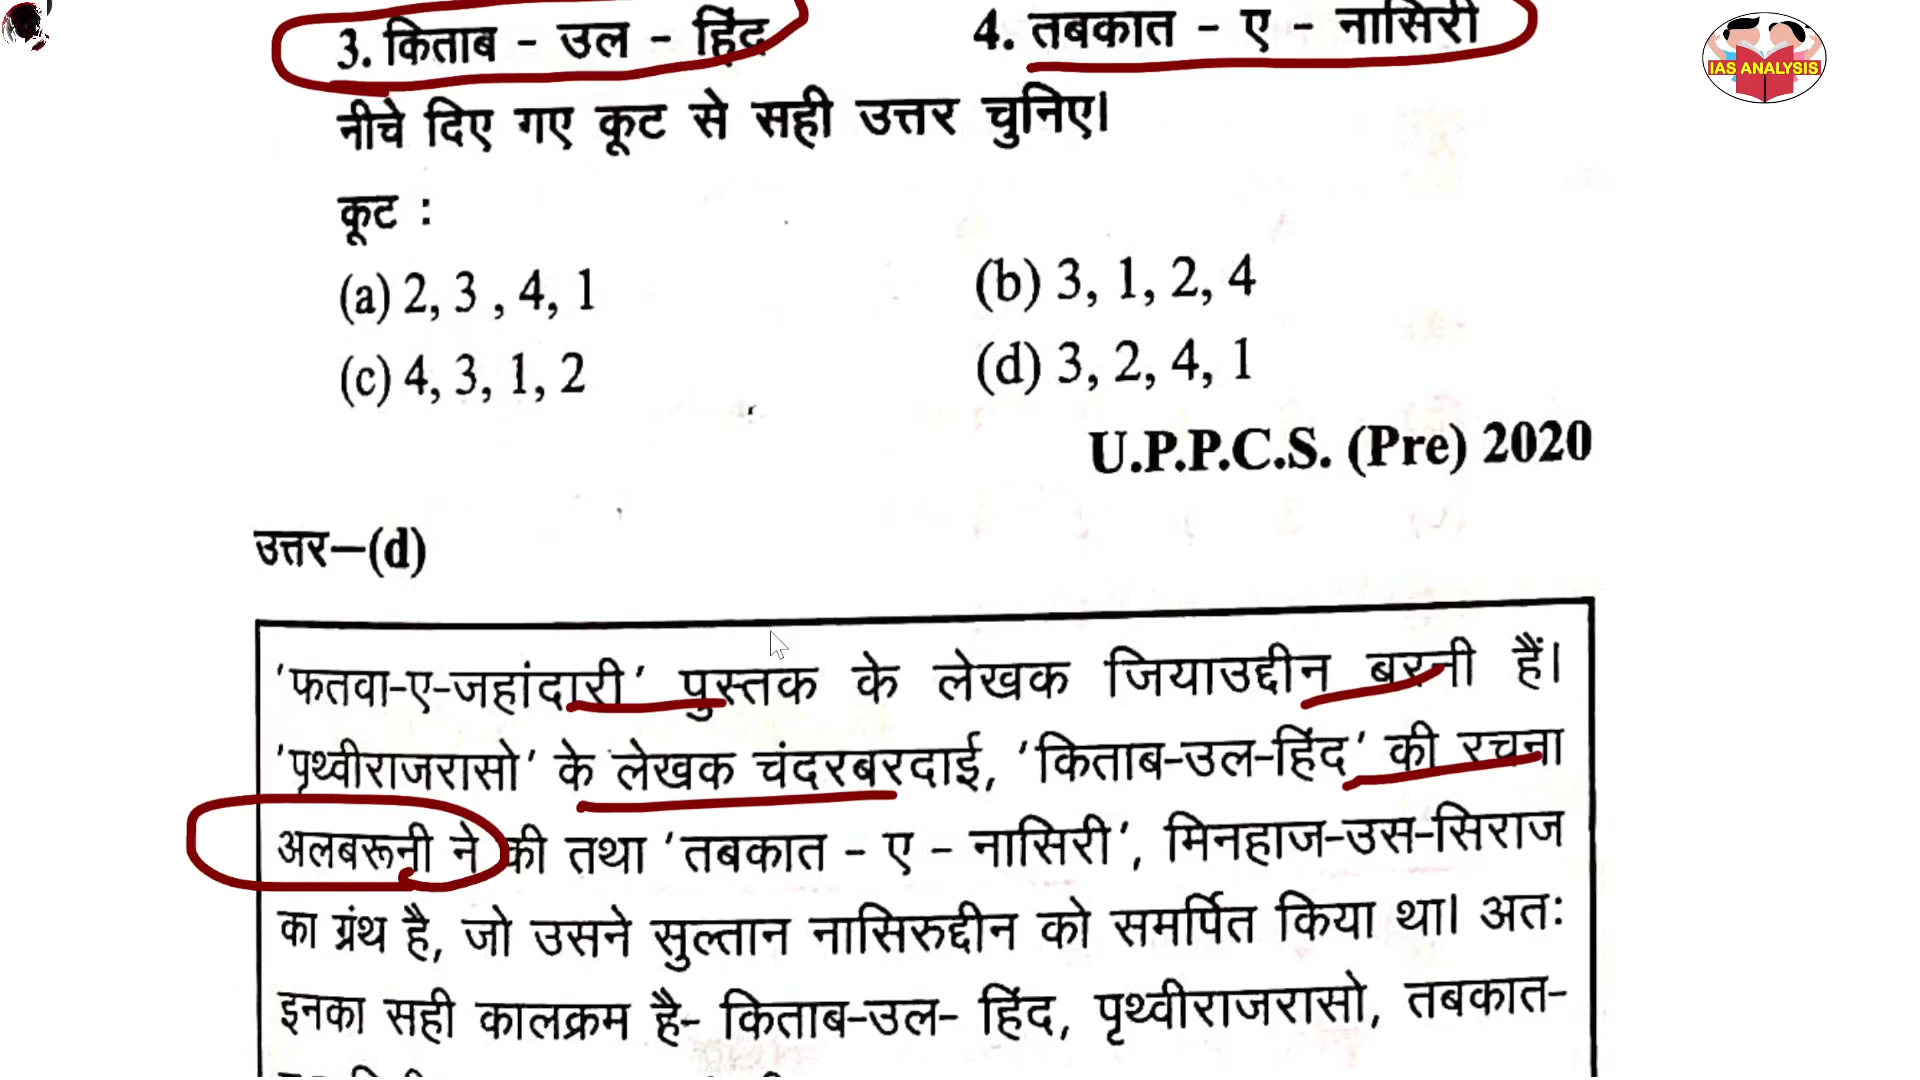 3. किताब - उल - हिंद 4. तबकात - ए - नासिरी
IAS ANALYSIS
नीचे दिए गए कूट से सही उत्तर चुनिए।
कूट :
(a) 2, 3 , 4, 1 (b) 3, 1, 2, 4
(c) 4, 3, 1, 2 (d) 3, 2, 4, 1
U.P.P.C.S. (Pre) 2020
उत्तर–(d)
'फतवा-ए-जहांदारी' पुस्तक के लेखक जियाउद्दीन बरनी हैं।
'पृथ्वीराजरासो' के लेखक चंदरबरदाई, 'किताब-उल-हिंद' की रचना
अलबरूनी ने की तथा 'तबकात - ए - नासिरी', मिनहाज-उस-सिराज
का ग्रंथ है, जो उसने सुल्तान नासिरुद्दीन को समर्पित किया था। अतः
इनका सही कालक्रम है- किताब-उल- हिंद, पृथ्वीराजरासो, तबकात-